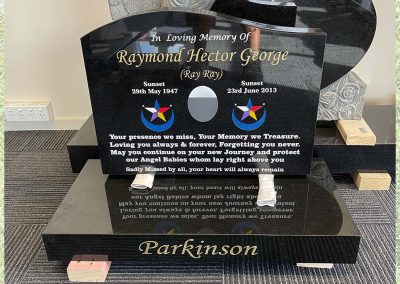 In Loving Memory Of
Raymond Hector George
(Ray Ray)
Sunset Sunset
29th May 1947 23rd June 2013
Your presence we miss, Your Memory we Treasure.
Loving you always & forever, Forgetting you never.
May you continue on your new Journey and protect
our Angel Babies whom lay right above you
Sadly Missed by all, your heart will always remain
Parkinson